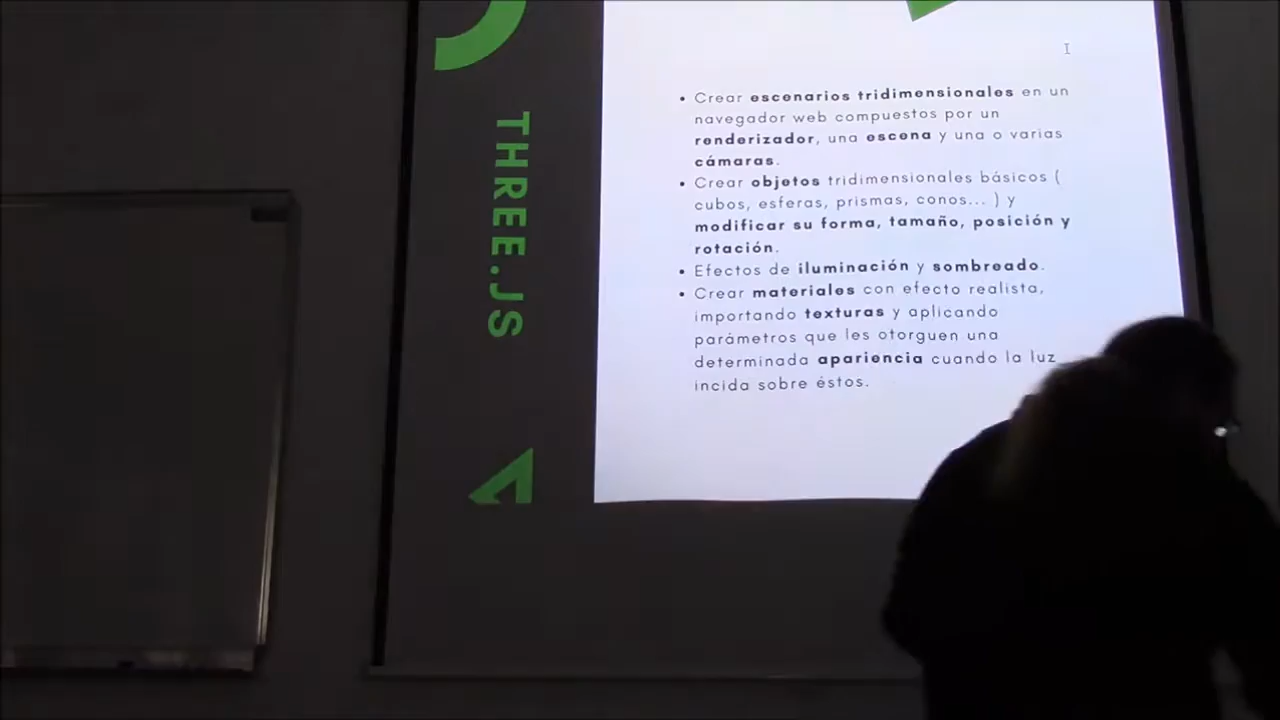 THREE.JS
• Crear escenarios tridimensionales en un
navegador web compuestos por un
renderizador, una escena y una o varias
cámaras.
• Crear objetos tridimensionales básicos (
cubos, esferas, prismas, conos... ) y
modificar su forma, tamaño, posición y
rotación.
• Efectos de iluminación y sombreado.
• Crear materiales con efecto realista,
importando texturas y aplicando
parámetros que les otorguen una
determinada apariencia cuando la luz
incida sobre éstos.